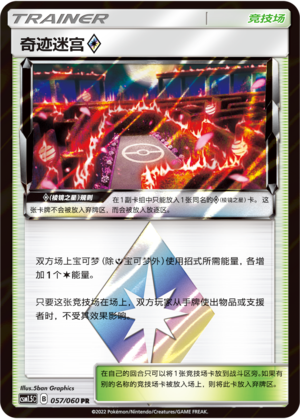 TRAINER
竞技场
奇迹迷宫◇
◇(棱镜之星)规则
在1副卡组中只能放入1张同名的◇(棱镜之星)卡。这
张卡牌不会被放入弃牌区,而会被放入放逐区。
双方场上宝可梦(除宝可梦外)使用招式所需能量,各增
加1个能量。
只要这张竞技场在场上,双方玩家从手牌使出物品或支援
者时,不受其效果影响。
Illus.5ban Graphics
csm1.5C B 057/060 PR
在自己的回合只可以将1张竞技场卡放到战斗区旁。如果有
别的名称的竞技场卡被放入场上,则将此卡放入弃牌区。
©2022 Pokémon/Nintendo/Creatures/GAME FREAK.